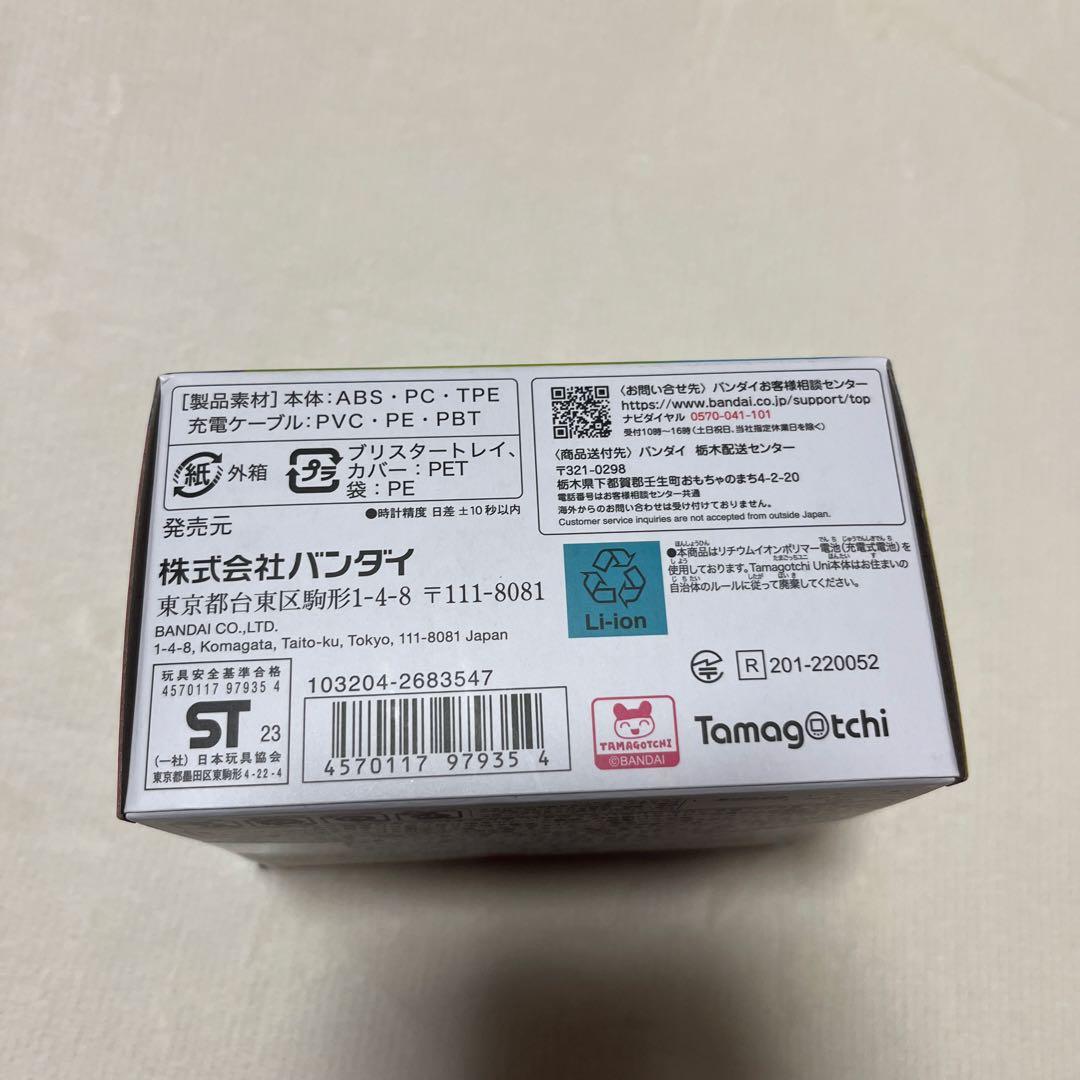 [製品素材] 本体：ABS・PC・TPE
充電ケーブル：PVC・PE・PBT
紙 外箱
プラ ブリスタートレイ、
カバー：PET
袋：PE
●時計精度 日差±10秒以内
発売元
株式会社バンダイ
東京都台東区駒形1-4-8 〒111-8081
BANDAI CO.,LTD.
1-4-8, Komagata, Taito-ku, Tokyo, 111-8081 Japan
〈お問い合せ先〉バンダイお客様相談センター
https://www.bandai.co.jp/support/top
ナビダイヤル 0570-041-101
受付10時〜16時（土日祝日、当社指定休業日を除く）
〈商品送付先〉バンダイ 栃木配送センター
〒321-0298
栃木県下都賀郡壬生町おもちゃのまち4-2-20
電話番号はお客様相談センター共通
海外からのお問い合わせは受け付けておりません。
Customer service inquiries are not accepted from outside Japan.
Li-ion
●本商品はリチウムイオンポリマー電池（充電式電池）を
使用しております。Tamagotchi Uni本体はお住まいの
自治体のルールに従って廃棄してください。
R 201-220052
玩具安全基準合格
4570117 97935 4
ST 23
（一社）日本玩具協会
東京都墨田区東駒形4-22-4
103204-2683547
4570117 97935 4
TAMAGOTCHI
©BANDAI
Tamagotchi